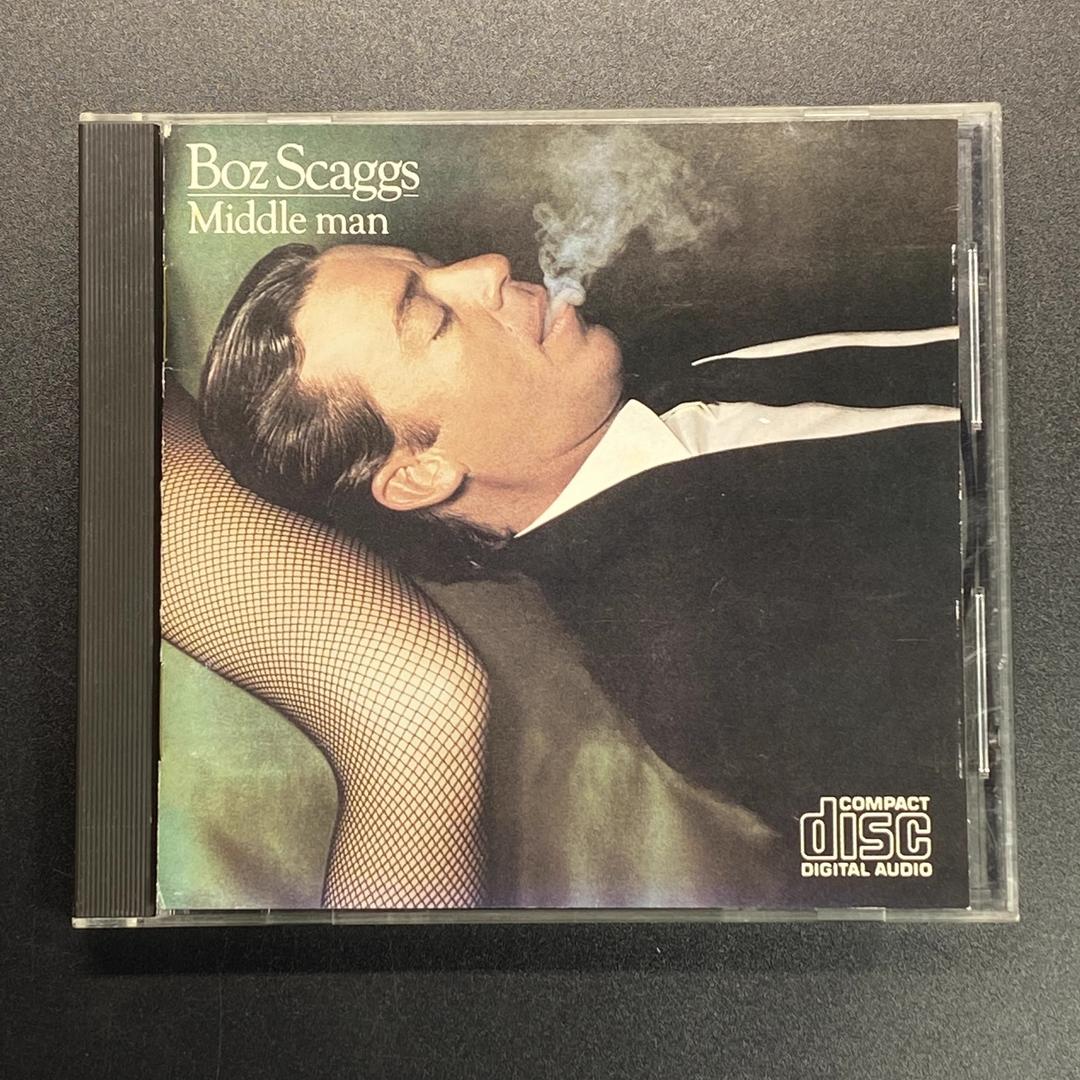 Boz Scaggs
Middle man
COMPACT
disc
DIGITAL AUDIO